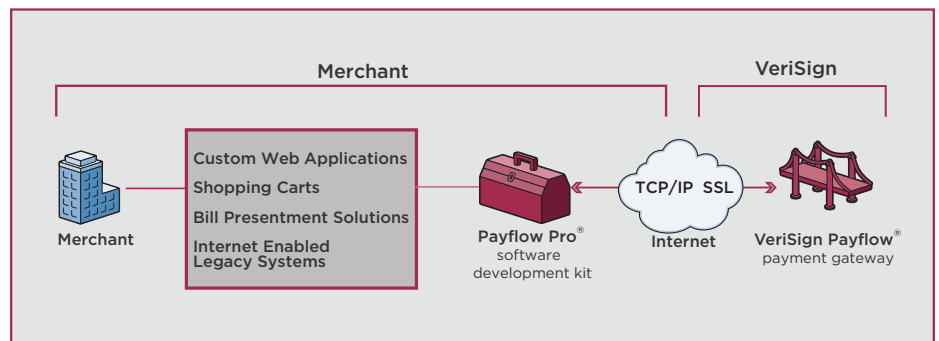 Merchant
VeriSign
Custom Web Applications
Shopping Carts
Bill Presentment Solutions
Internet Enabled
Legacy Systems
Merchant
Payflow Pro®
software
development kit
TCP/IP SSL
Internet
VeriSign Payflow®
payment gateway